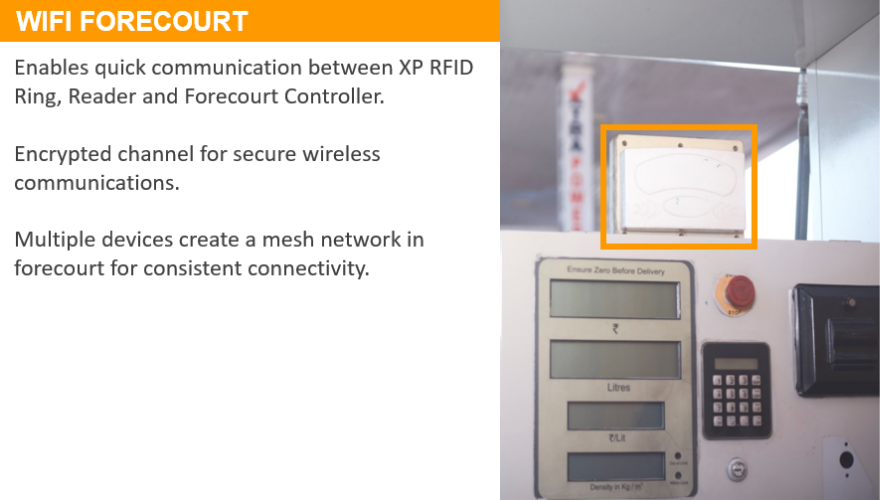 WIFI FORECOURT
Enables quick communication between XP RFID
Ring, Reader and Forecourt Controller.
Encrypted channel for secure wireless
communications.
Multiple devices create a mesh network in
forecourt for consistent connectivity.
Ensure Zero Before Delivery
₹
Litres
₹/Lit
Density in Kg / m³